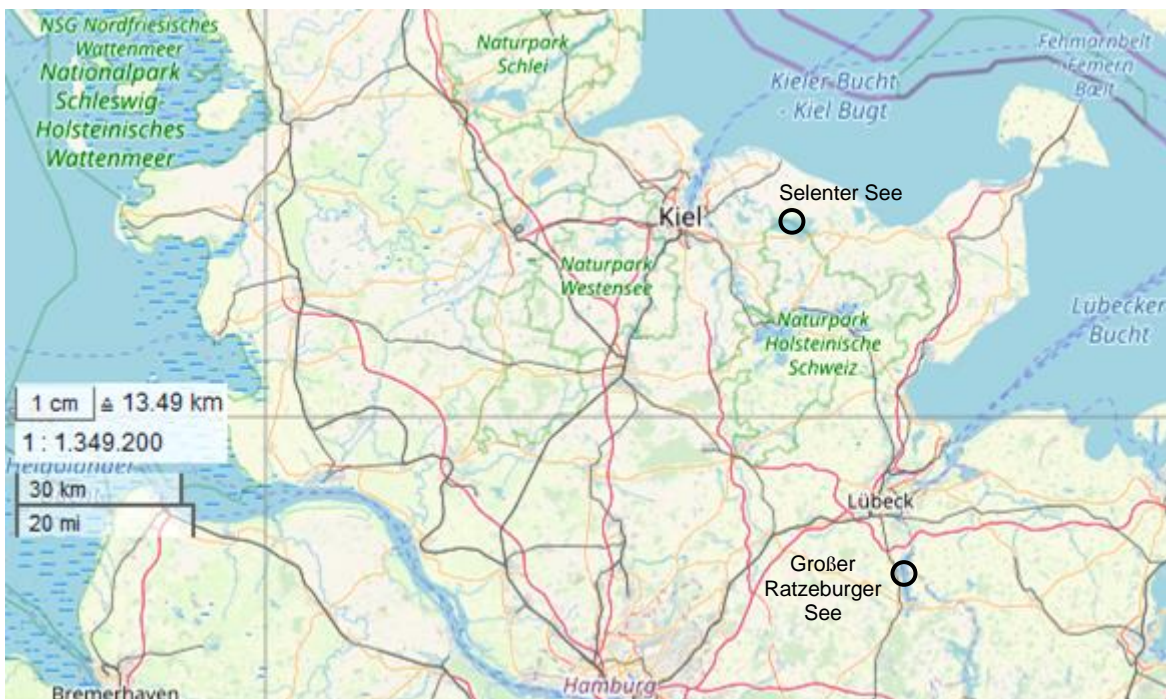 NSG Nordfriesisches
Wattenmeer
Nationalpark
Schleswig-
Holsteinisches
Wattenmeer
Naturpark
Schlei
Kieler Bucht
- Kiel Bugt
Fehmarnbelt
- Femern
Bælt
Selenter See
Kiel
Naturpark
Westensee
Naturpark
Holsteinische
Schweiz
Lübecker
Bucht
1 cm ≙ 13.49 km
1 : 1.349.200
30 km
20 mi
Lübeck
Großer
Ratzeburger
See
Hamburg
Bremerhaven